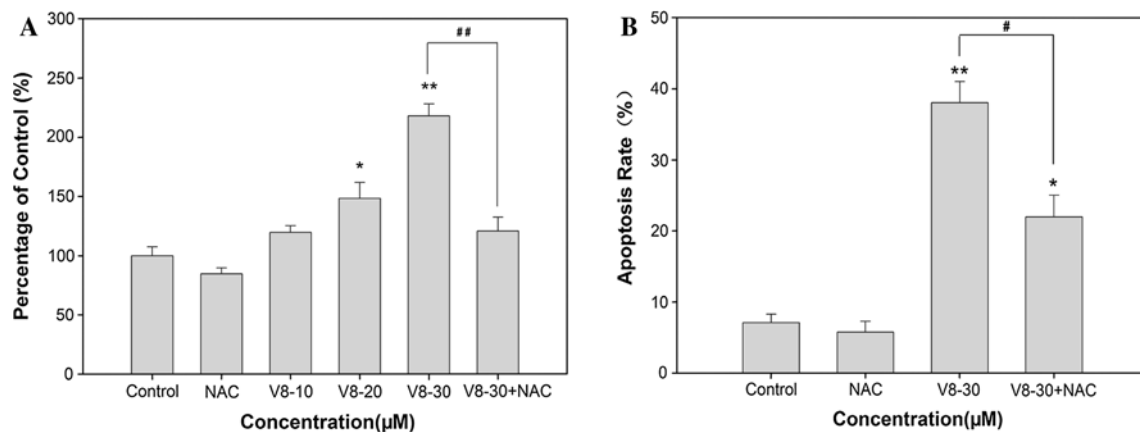 A
Percentage of Control (%)
300
250
200
150
100
50
0
*
**
##
Control NAC V8-10 V8-20 V8-30 V8-30+NAC
Concentration(μM)
B
Apoptosis Rate (%)
50
40
30
20
10
0
**
#
*
Control NAC V8-30 V8-30+NAC
Concentration(μM)